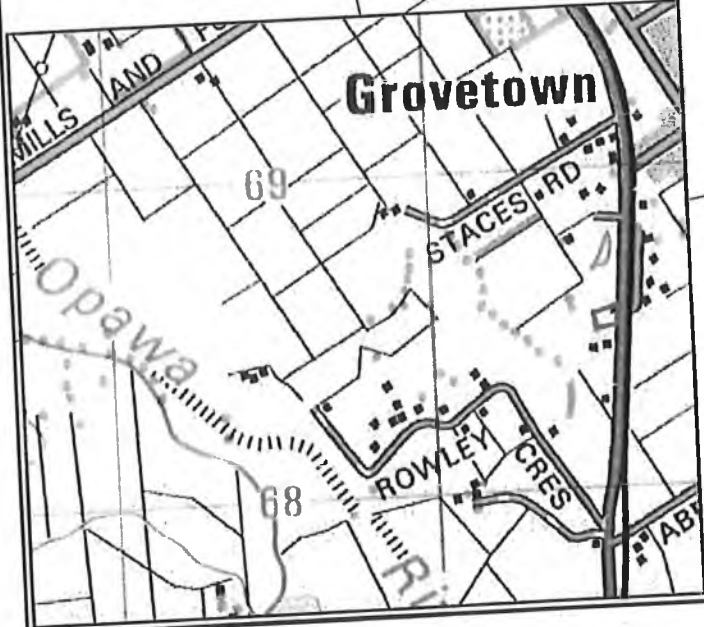 MILLS AND
Grovetown
69
STACES RD
Opawa
ROWLEY CRES
68